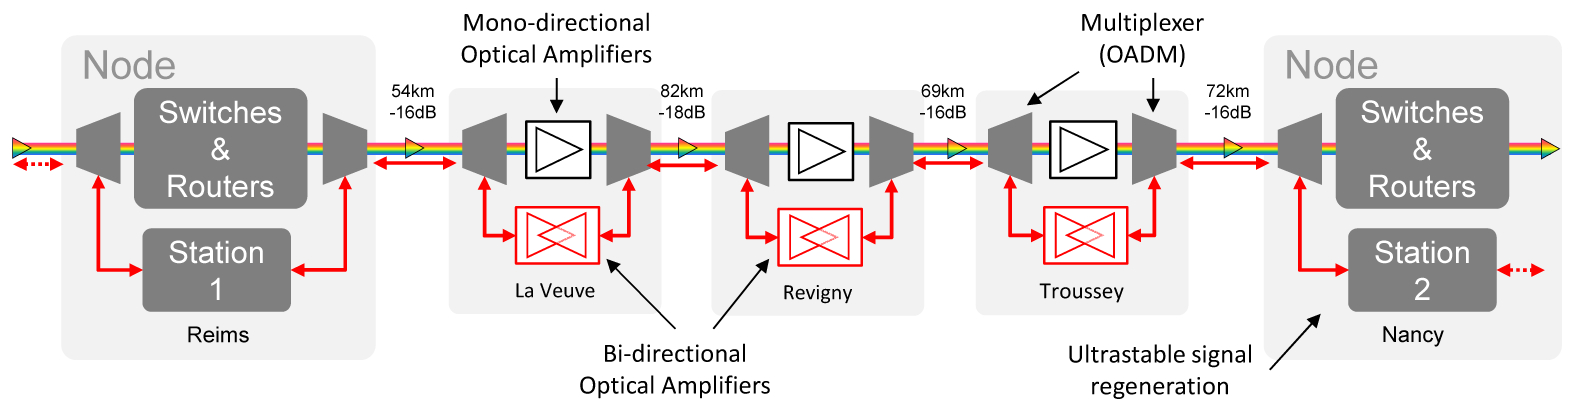 Mono-directional
Optical Amplifiers
Multiplexer
(OADM)
Node
Switches
&
Routers
Station
1
Reims
54km
-16dB
La Veuve
82km
-18dB
Revigny
69km
-16dB
Troussey
72km
-16dB
Node
Switches
&
Routers
Station
2
Nancy
Bi-directional
Optical Amplifiers
Ultrastable signal
regeneration